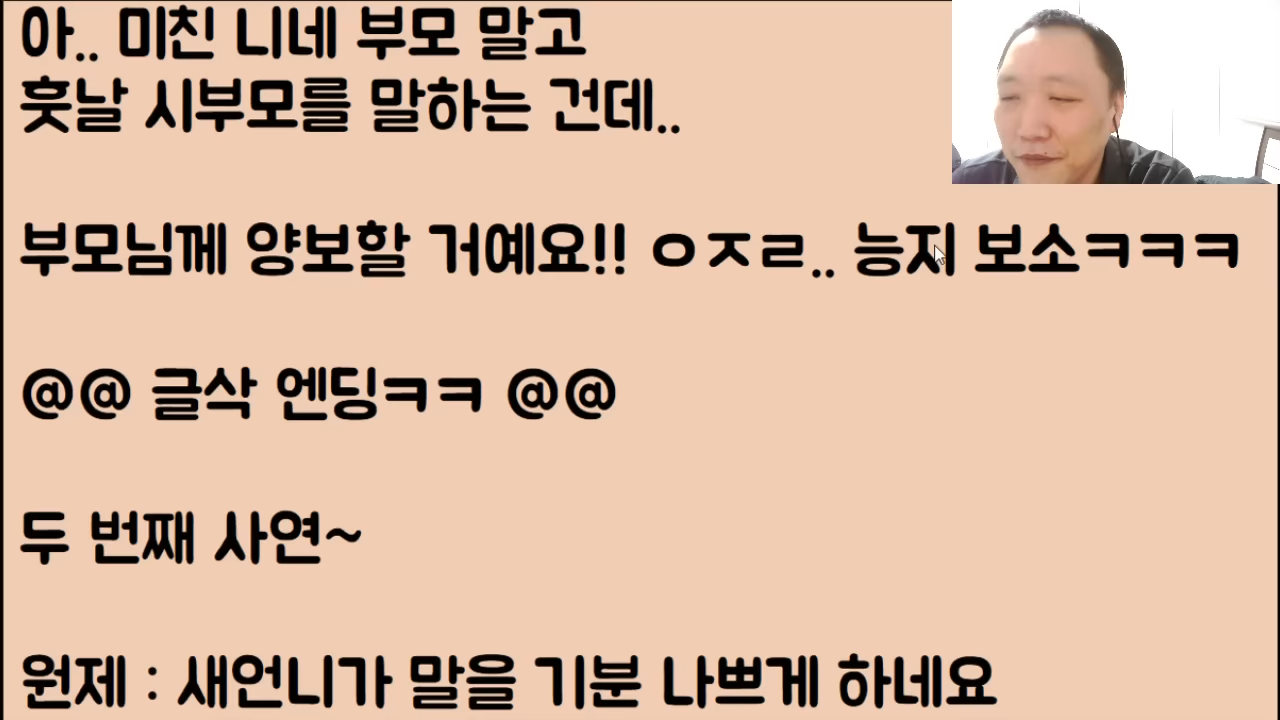 아.. 미친 니네 부모 말고
훗날 시부모를 말하는 건데..
부모님께 양보할 거예요!! ㅇㅈㄹ.. 능지 보소ㅋㅋㅋ
@@ 글삭 엔딩ㅋㅋ @@
두 번째 사연~
원제 : 새언니가 말을 기분 나쁘게 하네요